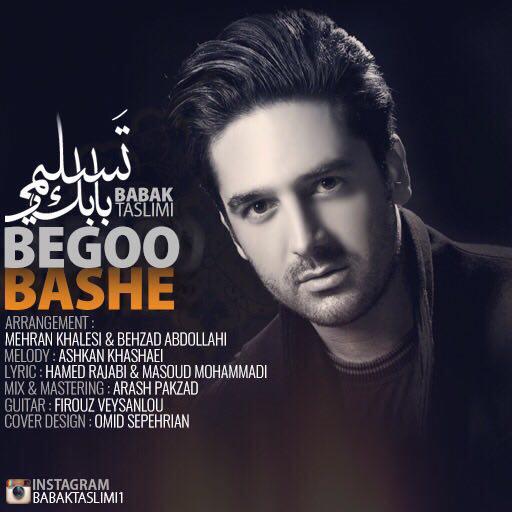 بابک تسلیمی
BABAK
TASLIMI
BEGOO
BASHE
ARRANGEMENT :
MEHRAN KHALESI & BEHZAD ABDOLLAHI
MELODY : ASHKAN KHASHAEI
LYRIC : HAMED RAJABI & MASOUD MOHAMMADI
MIX & MASTERING : ARASH PAKZAD
GUITAR : FIROUZ VEYSANLOU
COVER DESIGN : OMID SEPEHRIAN
INSTAGRAM
BABAKTASLIMI1